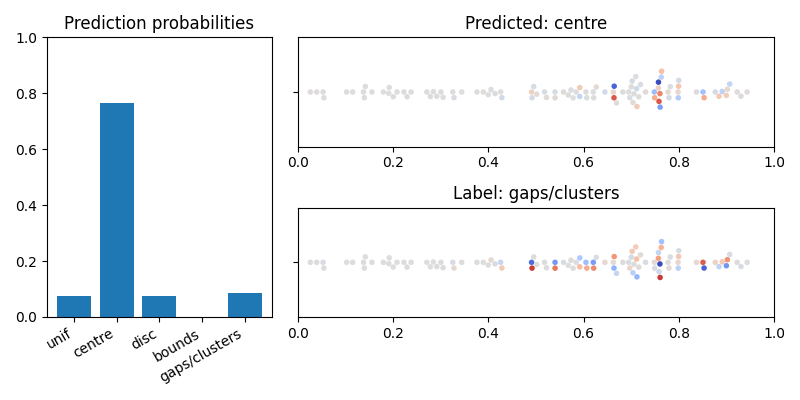 Prediction probabilities
1.0
0.8
0.6
0.4
0.2
0.0
unif
centre
disc
bounds
gaps/clusters
Predicted: centre
0.0 0.2 0.4 0.6 0.8 1.0
Label: gaps/clusters
0.0 0.2 0.4 0.6 0.8 1.0